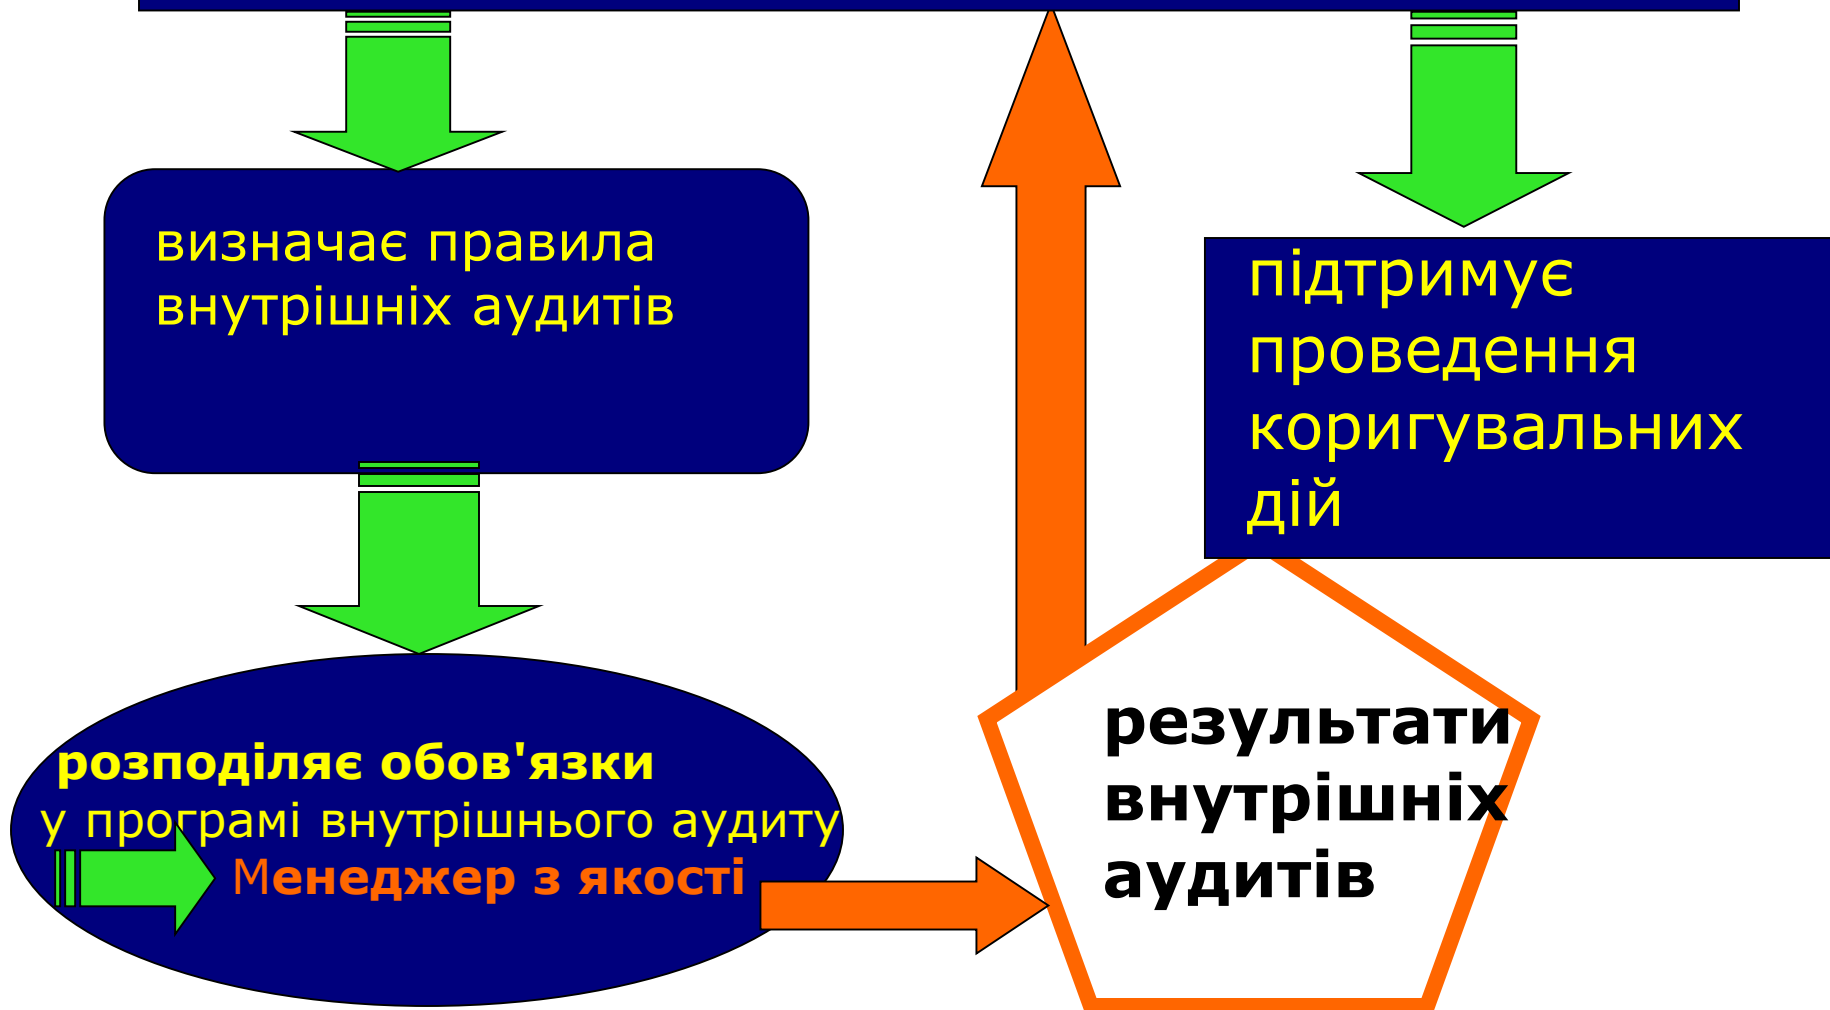 визначає правила
внутрішніх аудитів
підтримує
проведення
коригувальних
дій
розподіляє обов'язки
у програмі внутрішнього аудиту
Менеджер з якості
результати
внутрішніх
аудитів